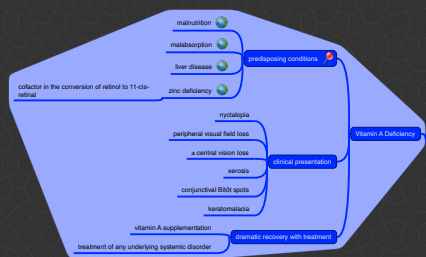 malnutrition
malabsorption
predisposing conditions
liver disease
cofactor in the conversion of retinol to 11-cis-
retinal
zinc deficiency
nyctalopia
peripheral visual field loss
Vitamin A Deficiency
± central vision loss
clinical presentation
xerosis
conjunctival Bitôt spots
keratomalacia
vitamin A supplementation
dramatic recovery with treatment
treatment of any underlying systemic disorder